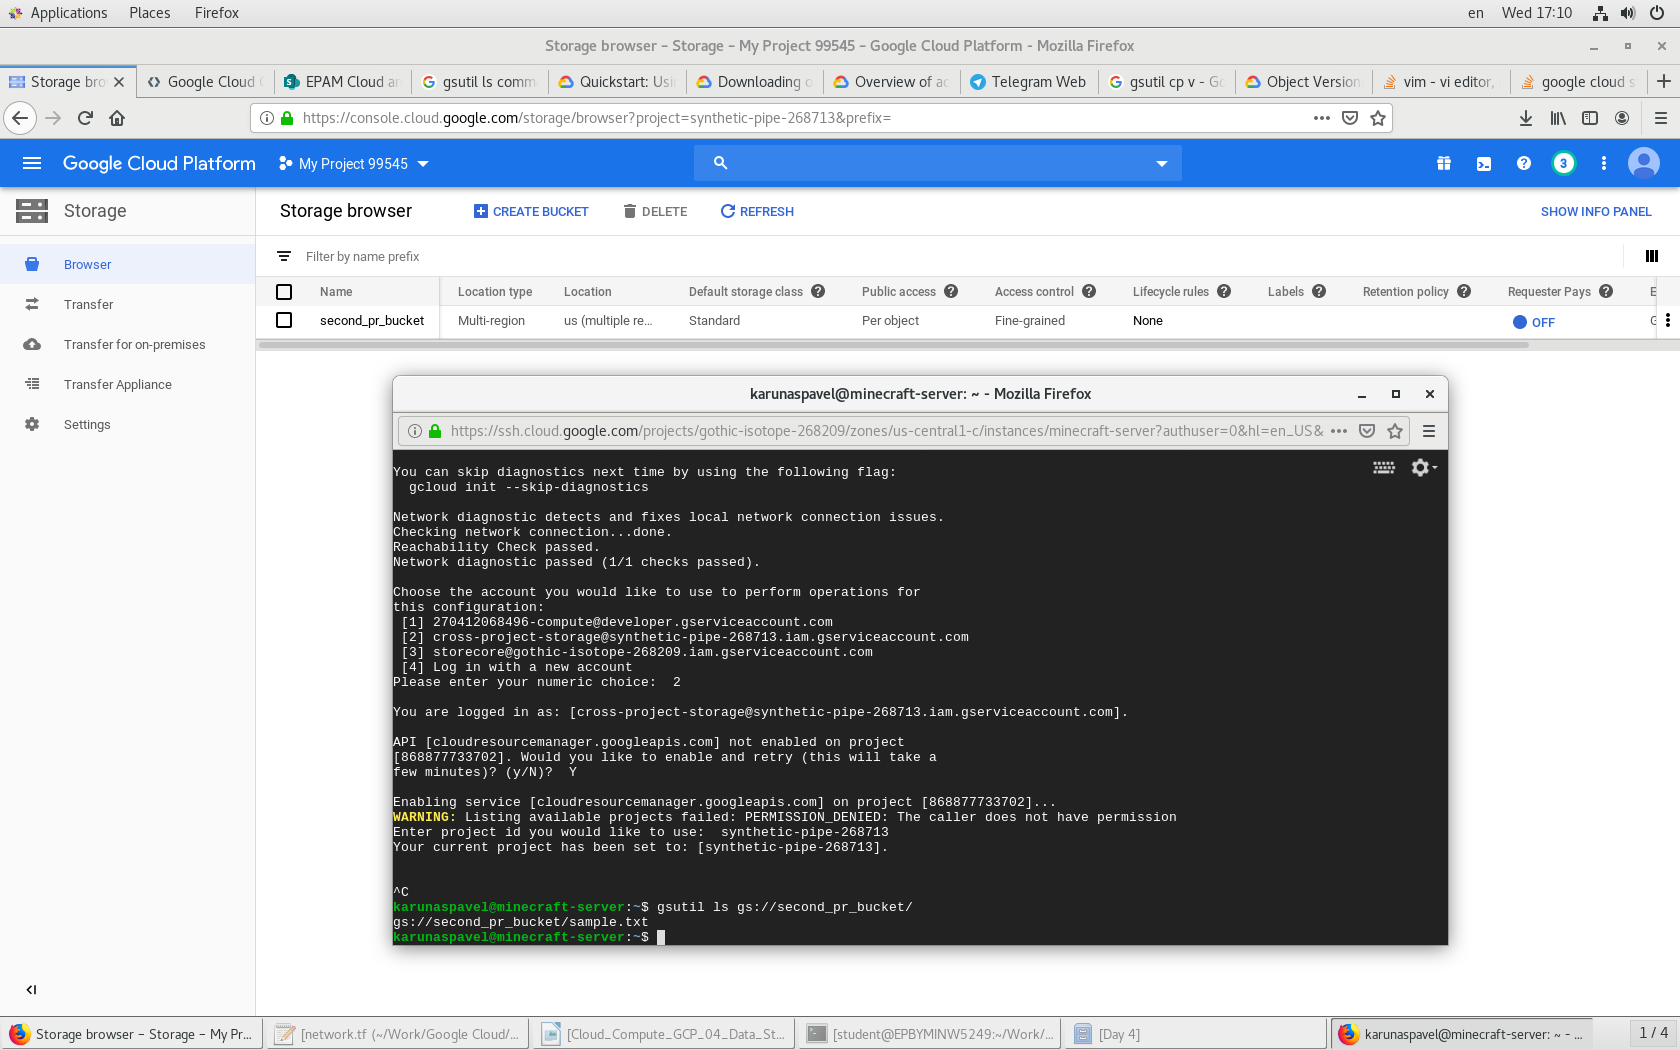 Applications Places Firefox en Wed 17:10
Storage browser – Storage – My Project 99545 – Google Cloud Platform - Mozilla Firefox
Storage bro Google Cloud EPAM Cloud an gsutil ls comm Quickstart: Usi Downloading o Overview of ac Telegram Web gsutil cp v - Go Object Version vim - vi editor, google cloud s
https://console.cloud.google.com/storage/browser?project=synthetic-pipe-268713&prefix=
Google Cloud Platform My Project 99545 3
Storage Storage browser CREATE BUCKET DELETE REFRESH SHOW INFO PANEL
Browser
Transfer
Transfer for on-premises
Transfer Appliance
Settings
Filter by name prefix
Name Location type Location Default storage class Public access Access control Lifecycle rules Labels Retention policy Requester Pays E
second_pr_bucket Multi-region us (multiple re... Standard Per object Fine-grained None OFF
karunaspavel@minecraft-server: ~ - Mozilla Firefox
https://ssh.cloud.google.com/projects/gothic-isotope-268209/zones/us-central1-c/instances/minecraft-server?authuser=0&hl=en_US&
You can skip diagnostics next time by using the following flag:
gcloud init --skip-diagnostics
Network diagnostic detects and fixes local network connection issues.
Checking network connection...done.
Reachability Check passed.
Network diagnostic passed (1/1 checks passed).
Choose the account you would like to use to perform operations for
this configuration:
[1] 270412068496-compute@developer.gserviceaccount.com
[2] cross-project-storage@synthetic-pipe-268713.iam.gserviceaccount.com
[3] storecore@gothic-isotope-268209.iam.gserviceaccount.com
[4] Log in with a new account
Please enter your numeric choice:  2
You are logged in as: [cross-project-storage@synthetic-pipe-268713.iam.gserviceaccount.com].
API [cloudresourcemanager.googleapis.com] not enabled on project
[868877733702]. Would you like to enable and retry (this will take a
few minutes)? (y/N)?  Y
Enabling service [cloudresourcemanager.googleapis.com] on project [868877733702]...
WARNING: Listing available projects failed: PERMISSION_DENIED: The caller does not have permission
Enter project id you would like to use:  synthetic-pipe-268713
Your current project has been set to: [synthetic-pipe-268713].
^C
karunaspavel@minecraft-server:~$ gsutil ls gs://second_pr_bucket/
gs://second_pr_bucket/sample.txt
karunaspavel@minecraft-server:~$
Storage browser – Storage – My Pr... [network.tf (~/Work/Google Cloud/... [Cloud_Compute_GCP_04_Data_St... [student@EPBYMINW5249:~/Work/... [Day 4] karunaspavel@minecraft-server: ~ - ... 1 / 4